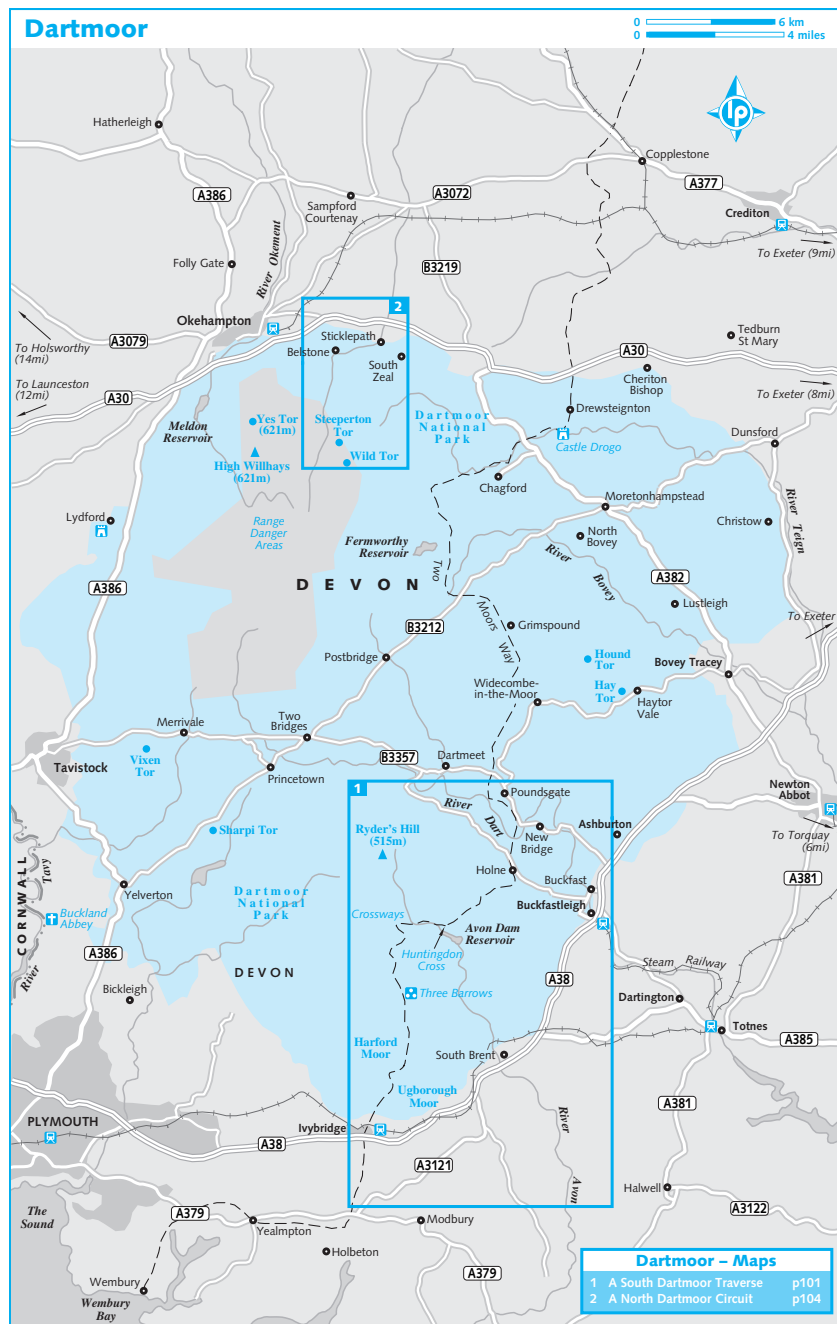 Dartmoor
0 6 km
0 4 miles
lp
Hatherleigh
Copplestone
A386
A3072
A377
Sampford
Courtenay
Crediton
To Exeter (9mi)
Folly Gate
River Okement
B3219
2
Okehampton
Sticklepath
Belstone
South
Zeal
Tedburn
St Mary
A3079
To Holsworthy
(14mi)
A30
To Launceston
(12mi)
A30
Cheriton
Bishop
To Exeter (8mi)
Meldon
Reservoir
Yes Tor
(621m)
Steeperton
Tor
Dartmoor
National
Park
Drewsteignton
Castle Drogo
Dunsford
High Willhays
(621m)
Wild Tor
Chagford
Moretonhampstead
Lydford
Range
Danger
Areas
Fernworthy
Reservoir
North
Bovey
Christow
River Teign
DEVON
Two
Moors
Way
River
Bovey
A382
A386
Lustleigh
B3212
Grimspound
To Exeter
Postbridge
Hound
Tor
Bovey Tracey
Widecombe-
in-the-Moor
Hay
Tor
Haytor
Vale
Merrivale
Two
Bridges
Tavistock
Vixen
Tor
B3357
Dartmeet
Princetown
1
Poundsgate
Newton
Abbot
River
Dart
Sharpi Tor
Ryder's Hill
(515m)
New
Bridge
Ashburton
To Torquay
(6mi)
CORNWALL
Tavy
River
Holne
A381
Yelverton
Dartmoor
National
Park
Buckfast
Buckfastleigh
Buckland
Abbey
Crossways
Avon Dam
Reservoir
A386
DEVON
Huntingdon
Cross
Steam Railway
Bickleigh
Three Barrows
A38
Dartington
Totnes
A385
Harford
Moor
South Brent
Ugborough
Moor
A381
PLYMOUTH
Ivybridge
River
Avon
A38
A3121
Halwell
The
Sound
A379
A3122
Yealmpton
Modbury
Holbeton
A379
Wembury
Wembury
Bay
Dartmoor – Maps
1 A South Dartmoor Traverse p101
2 A North Dartmoor Circuit p104